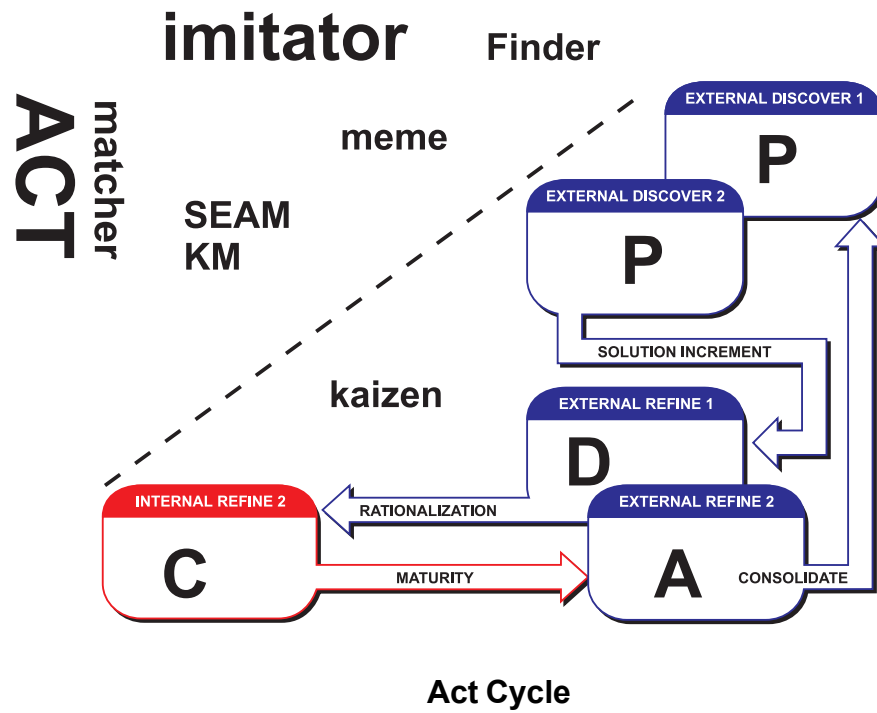 imitator
Finder
matcher
ACT
meme
SEAM
KM
EXTERNAL DISCOVER 1
P
EXTERNAL DISCOVER 2
P
SOLUTION INCREMENT
kaizen
EXTERNAL REFINE 1
D
INTERNAL REFINE 2
C
RATIONALIZATION
MATURITY
EXTERNAL REFINE 2
A
CONSOLIDATE
Act Cycle